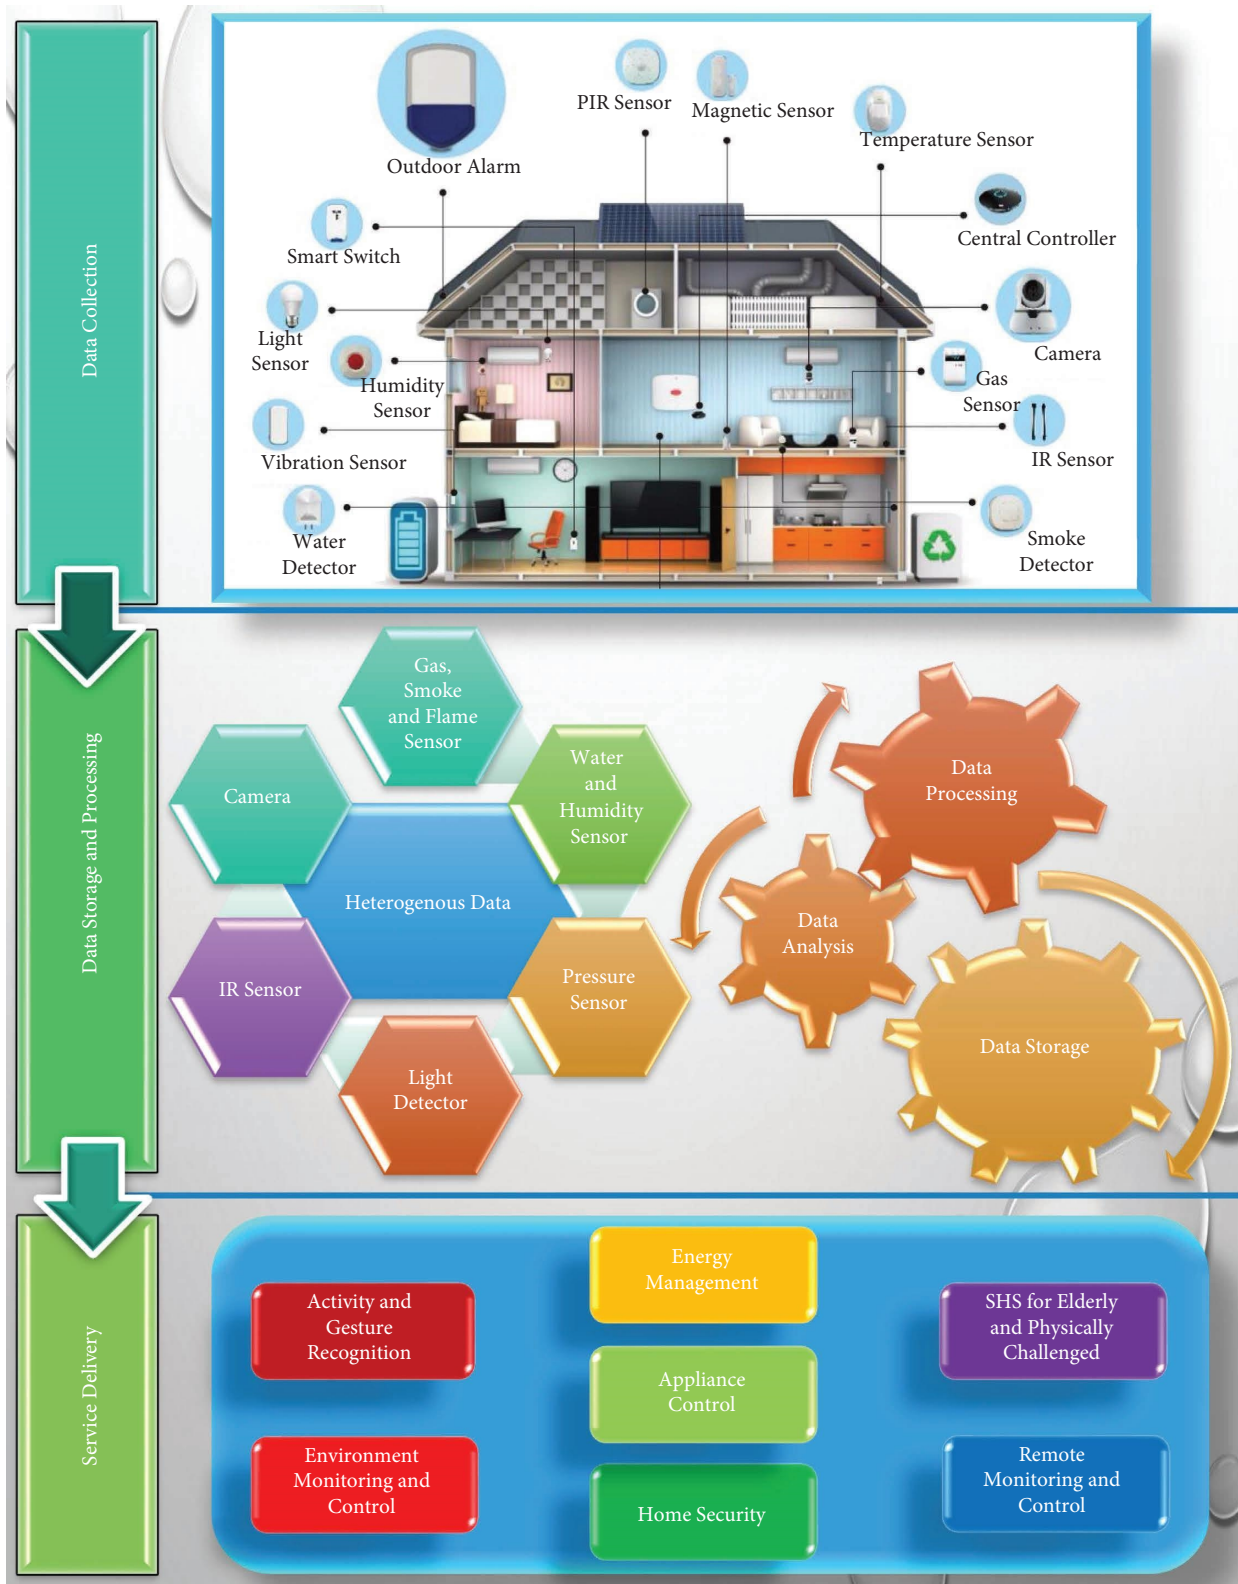 Data Collection
Outdoor Alarm
PIR Sensor
Magnetic Sensor
Temperature Sensor
Smart Switch
Central Controller
Light
Sensor
Humidity
Sensor
Camera
Gas
Sensor
Vibration Sensor
IR Sensor
Water
Detector
Smoke
Detector
Data Storage and Processing
Gas,
Smoke
and Flame
Sensor
Camera
Water
and
Humidity
Sensor
Heterogenous Data
IR Sensor
Pressure
Sensor
Light
Detector
Data
Processing
Data
Analysis
Data Storage
Service Delivery
Energy
Management
Activity and
Gesture
Recognition
SHS for Elderly
and Physically
Challenged
Appliance
Control
Environment
Monitoring and
Control
Home Security
Remote
Monitoring and
Control